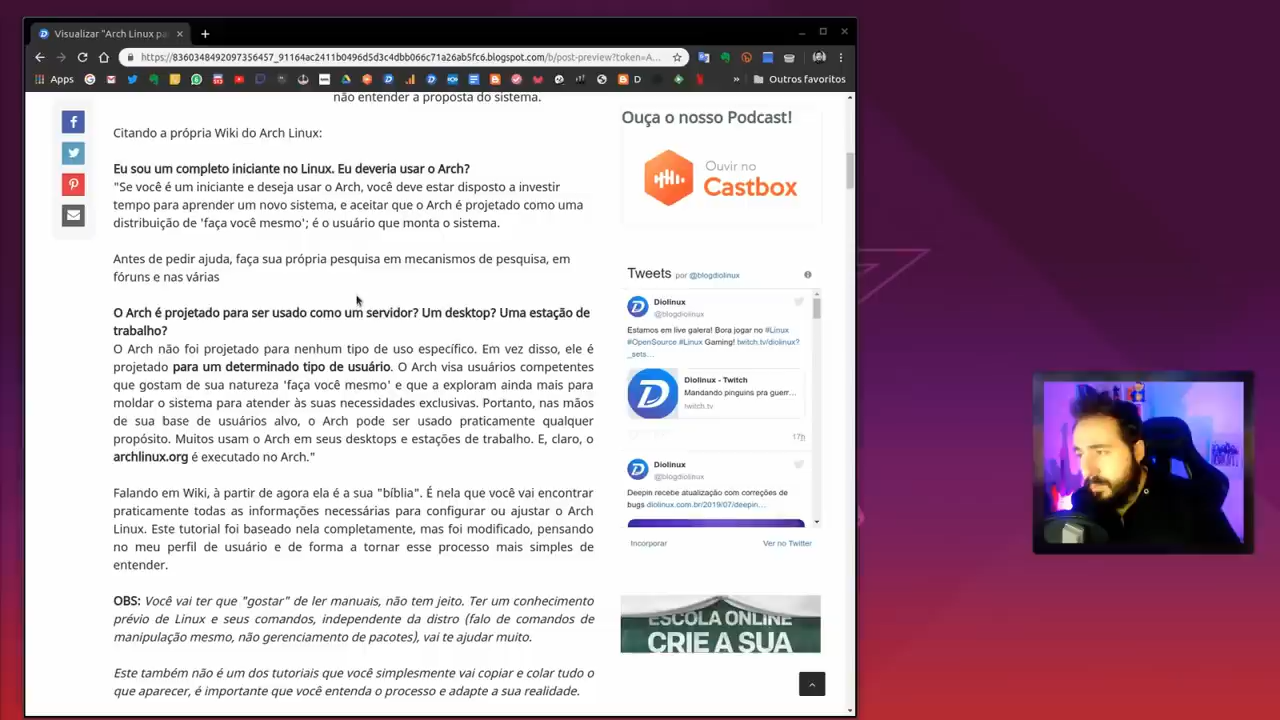 Visualizar "Arch Linux pa
https://8360348492097356457_91164ac2411b0496d5d3c4dbb066c71a26ab5fc6.blogspot.com/b/post-preview?token=A...
Apps
Outros favoritos
não entender a proposta do sistema.
Citando a própria Wiki do Arch Linux:
Eu sou um completo iniciante no Linux. Eu deveria usar o Arch?
"Se você é um iniciante e deseja usar o Arch, você deve estar disposto a investir
tempo para aprender um novo sistema, e aceitar que o Arch é projetado como uma
distribuição de 'faça você mesmo'; é o usuário que monta o sistema.
Antes de pedir ajuda, faça sua própria pesquisa em mecanismos de pesquisa, em
fóruns e nas várias
O Arch é projetado para ser usado como um servidor? Um desktop? Uma estação de
trabalho?
O Arch não foi projetado para nenhum tipo de uso específico. Em vez disso, ele é
projetado para um determinado tipo de usuário. O Arch visa usuários competentes
que gostam de sua natureza 'faça você mesmo' e que a exploram ainda mais para
moldar o sistema para atender às suas necessidades exclusivas. Portanto, nas mãos
de sua base de usuários alvo, o Arch pode ser usado praticamente qualquer
propósito. Muitos usam o Arch em seus desktops e estações de trabalho. E, claro, o
archlinux.org é executado no Arch."
Falando em Wiki, à partir de agora ela é a sua "bíblia". É nela que você vai encontrar
praticamente todas as informações necessárias para configurar ou ajustar o Arch
Linux. Este tutorial foi baseado nela completamente, mas foi modificado, pensando
no meu perfil de usuário e de forma a tornar esse processo mais simples de
entender.
OBS: Você vai ter que "gostar" de ler manuais, não tem jeito. Ter um conhecimento
prévio de Linux e seus comandos, independente da distro (falo de comandos de
manipulação mesmo, não gerenciamento de pacotes), vai te ajudar muito.
Este também não é um dos tutoriais que você simplesmente vai copiar e colar tudo o
que aparecer, é importante que você entenda o processo e adapte a sua realidade.
Ouça o nosso Podcast!
Ouvir no
Castbox
Tweets por @blogdiolinux
Diolinux
@blogdiolinux
Estamos em live galera! Bora jogar no #Linux
#OpenSource #Linux Gaming! twitch.tv/diolinux?
_sets...
Diolinux - Twitch
Mandando pinguins pra guerr...
twitch.tv
17h
Diolinux
@blogdiolinux
Deepin recebe atualização com correções de
bugs diolinux.com.br/2019/07/deepin...
Incorporar
Ver no Twitter
ESCOLA ONLINE
CRIE A SUA